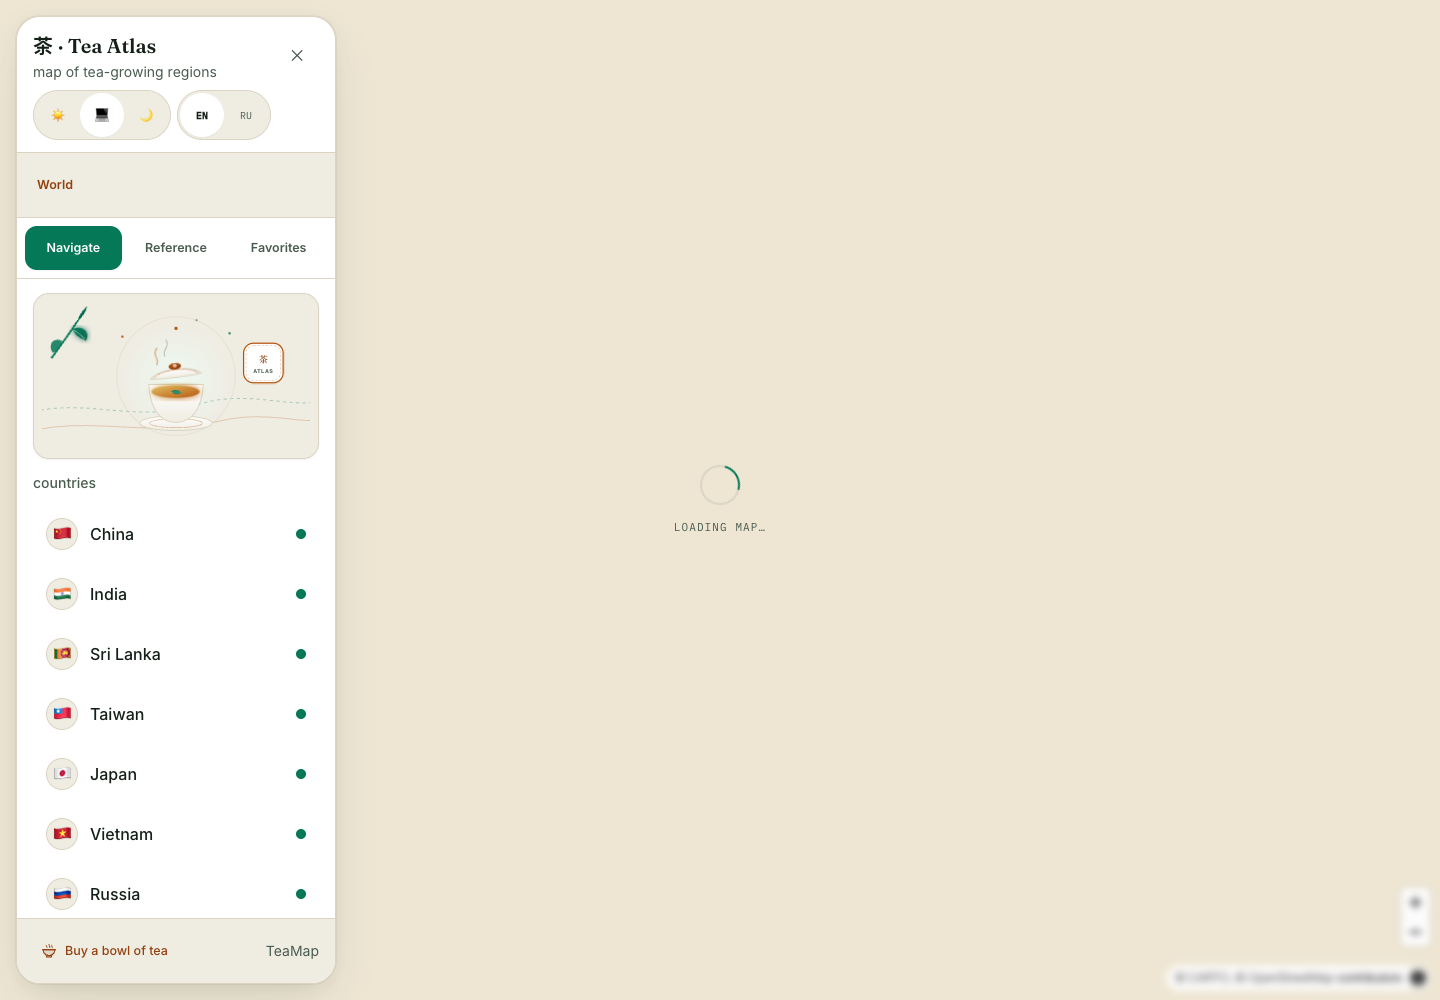 茶 · Tea Atlas
map of tea-growing regions
EN RU
World
Navigate Reference Favorites
茶
ATLAS
countries
China
India
Sri Lanka
Taiwan
Japan
Vietnam
Russia
Buy a bowl of tea TeaMap
LOADING MAP…